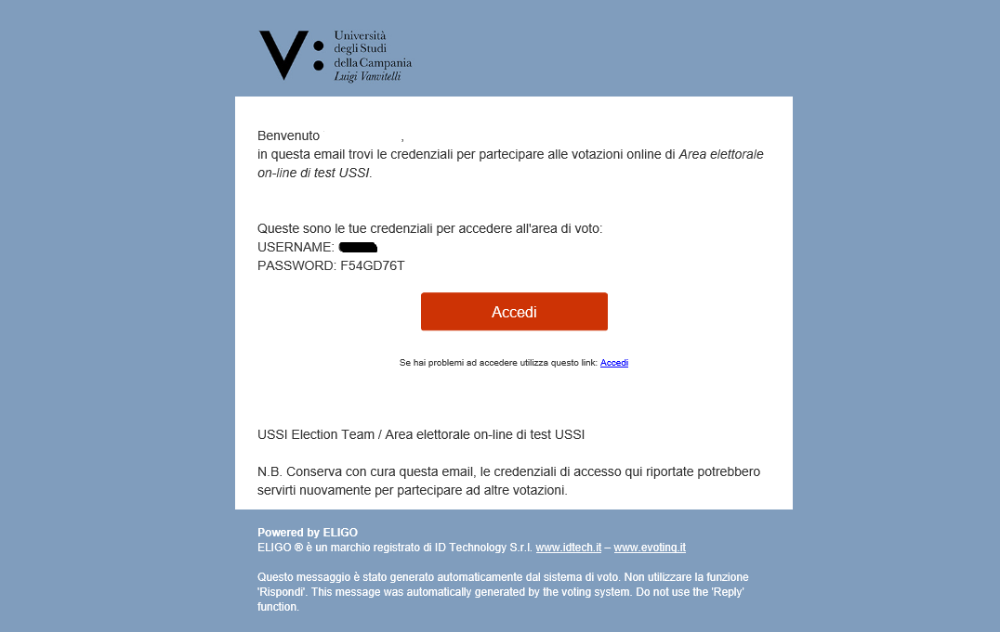 V:
Università
degli Studi
della Campania
Luigi Vanvitelli
Benvenuto ,
in questa email trovi le credenziali per partecipare alle votazioni online di Area elettorale
on-line di test USSI.
Queste sono le tue credenziali per accedere all'area di voto:
USERNAME:
PASSWORD: F54GD76T
Accedi
Se hai problemi ad accedere utilizza questo link: Accedi
USSI Election Team / Area elettorale on-line di test USSI
N.B. Conserva con cura questa email, le credenziali di accesso qui riportate potrebbero
servirti nuovamente per partecipare ad altre votazioni.
Powered by ELIGO
ELIGO ® è un marchio registrato di ID Technology S.r.l. www.idtech.it – www.evoting.it
Questo messaggio è stato generato automaticamente dal sistema di voto. Non utilizzare la funzione
'Rispondi'. This message was automatically generated by the voting system. Do not use the 'Reply'
function.